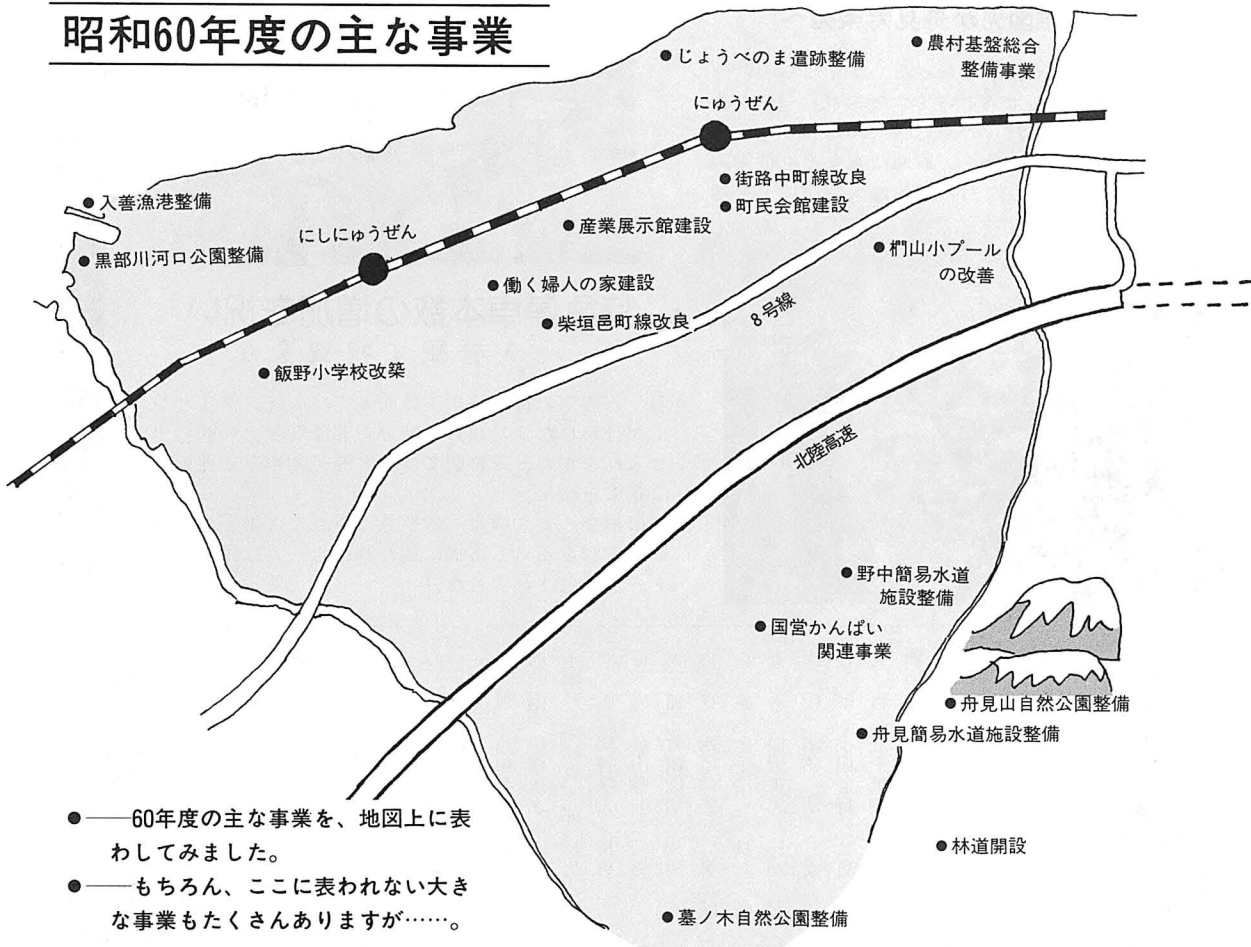 昭和60年度の主な事業
●じょうべのま遺跡整備
●農村基盤総合
整備事業
にゅうぜん
●街路中町線改良
●町民会館建設
●入善漁港整備
●産業展示館建設
にしにゅうぜん
●黒部川河口公園整備
●椚山小プール
の改善
●働く婦人の家建設
●柴垣邑町線改良
8号線
●飯野小学校改築
北陸高速
●野中簡易水道
施設整備
●国営かんぱい
関連事業
●舟見山自然公園整備
●舟見簡易水道施設整備
●──60年度の主な事業を、地図上に表
わしてみました。
●──もちろん、ここに表われない大き
な事業もたくさんありますが……。
●林道開設
●墓ノ木自然公園整備